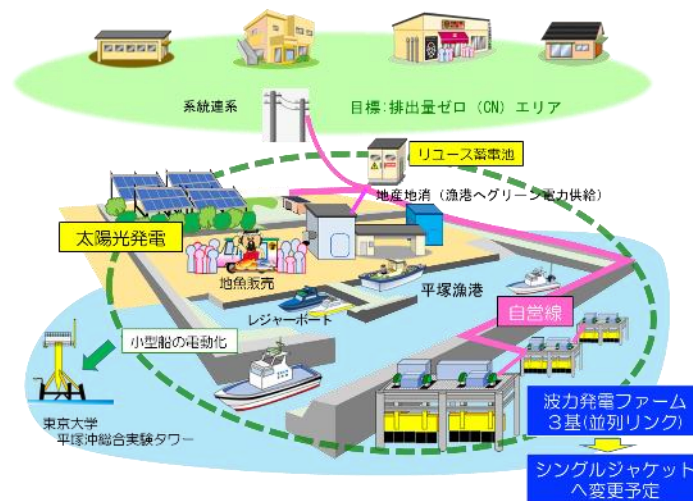 系統連系
目標:排出量ゼロ（CN）エリア
リユース蓄電池
地産地消（漁港へグリーン電力供給）
太陽光発電
地魚販売
平塚漁港
レジャーボート
自営線
小型船の電動化
東京大学
平塚沖総合実験タワー
波力発電ファーム
３基(並列リンク)
シングルジャケット
へ変更予定